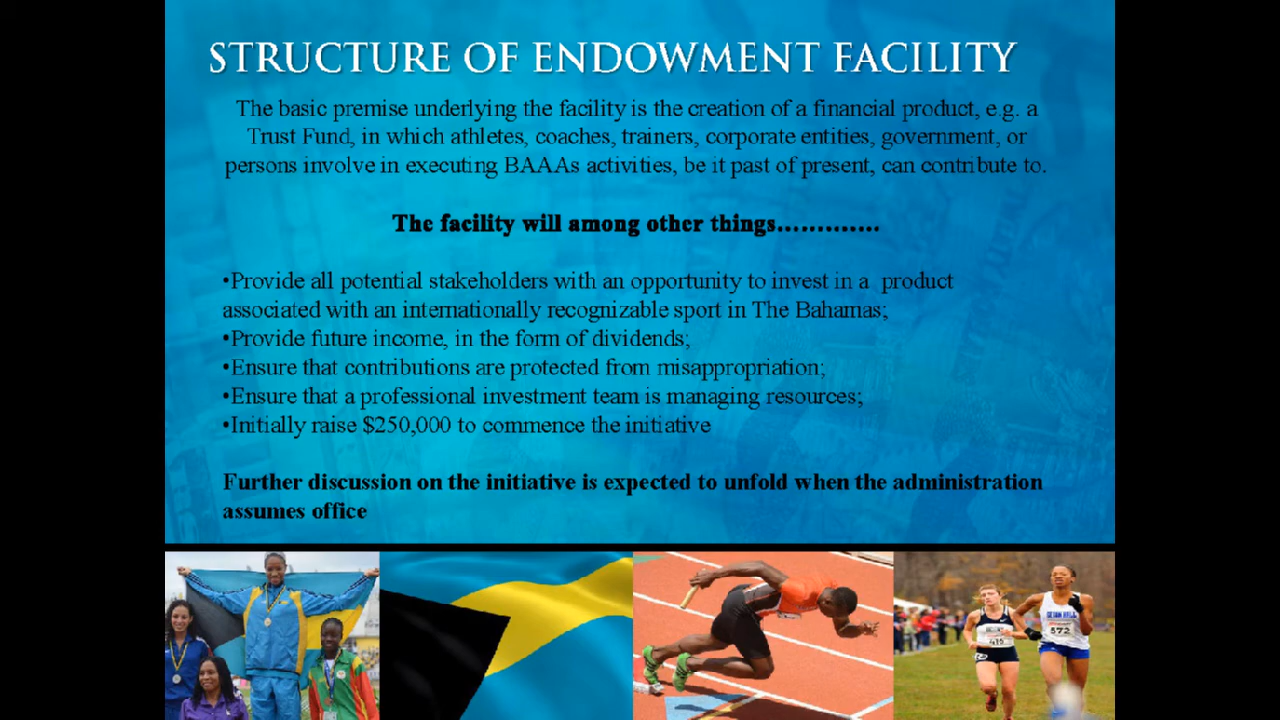 STRUCTURE OF ENDOWMENT FACILITY
The basic premise underlying the facility is the creation of a financial product, e.g. a
Trust Fund, in which athletes, coaches, trainers, corporate entities, government, or
persons involve in executing BAAAs activities, be it past of present, can contribute to.
The facility will among other things………….
•Provide all potential stakeholders with an opportunity to invest in a  product
associated with an internationally recognizable sport in The Bahamas;
•Provide future income, in the form of dividends;
•Ensure that contributions are protected from misappropriation;
•Ensure that a professional investment team is managing resources;
•Initially raise $250,000 to commence the initiative
Further discussion on the initiative is expected to unfold when the administration
assumes office
572